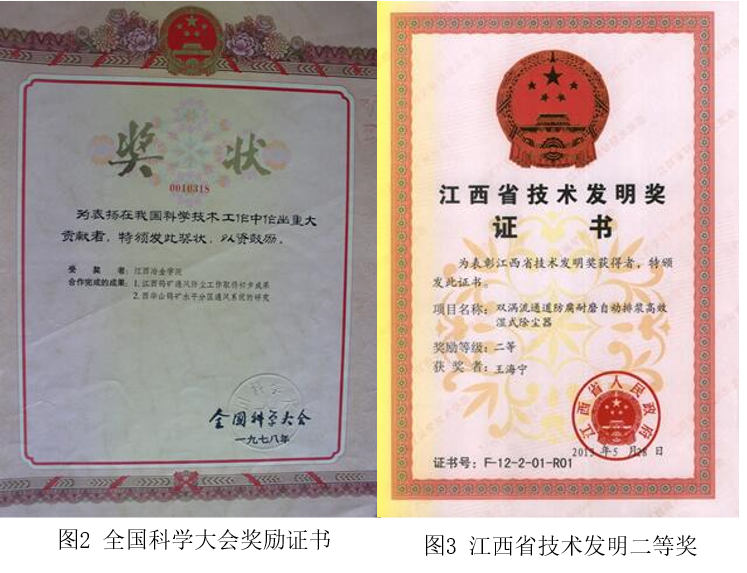 奖 状
0010318
为表扬在我国科学技术工作中作出重大
贡献者，特颁发此奖状，以资鼓励。
受 奖 者：江西冶金学院
合作完成的成果：1.江西钨矿通风防尘工作取得初步成果
2.西华山钨矿水平分区通风系统的研究
全国科学大会
一九七八年
图2 全国科学大会奖励证书
江西省技术发明奖
证 书
为表彰江西省技术发明奖获得者，特颁
发此证书。
项目名称：双涡流通道防腐耐磨自动排浆高效
湿式除尘器
奖励等级：二等
获 奖 者：王海宁
江西省人民政府
2013 年5 月28 日
证书号：F-12-2-01-R01
图3 江西省技术发明二等奖